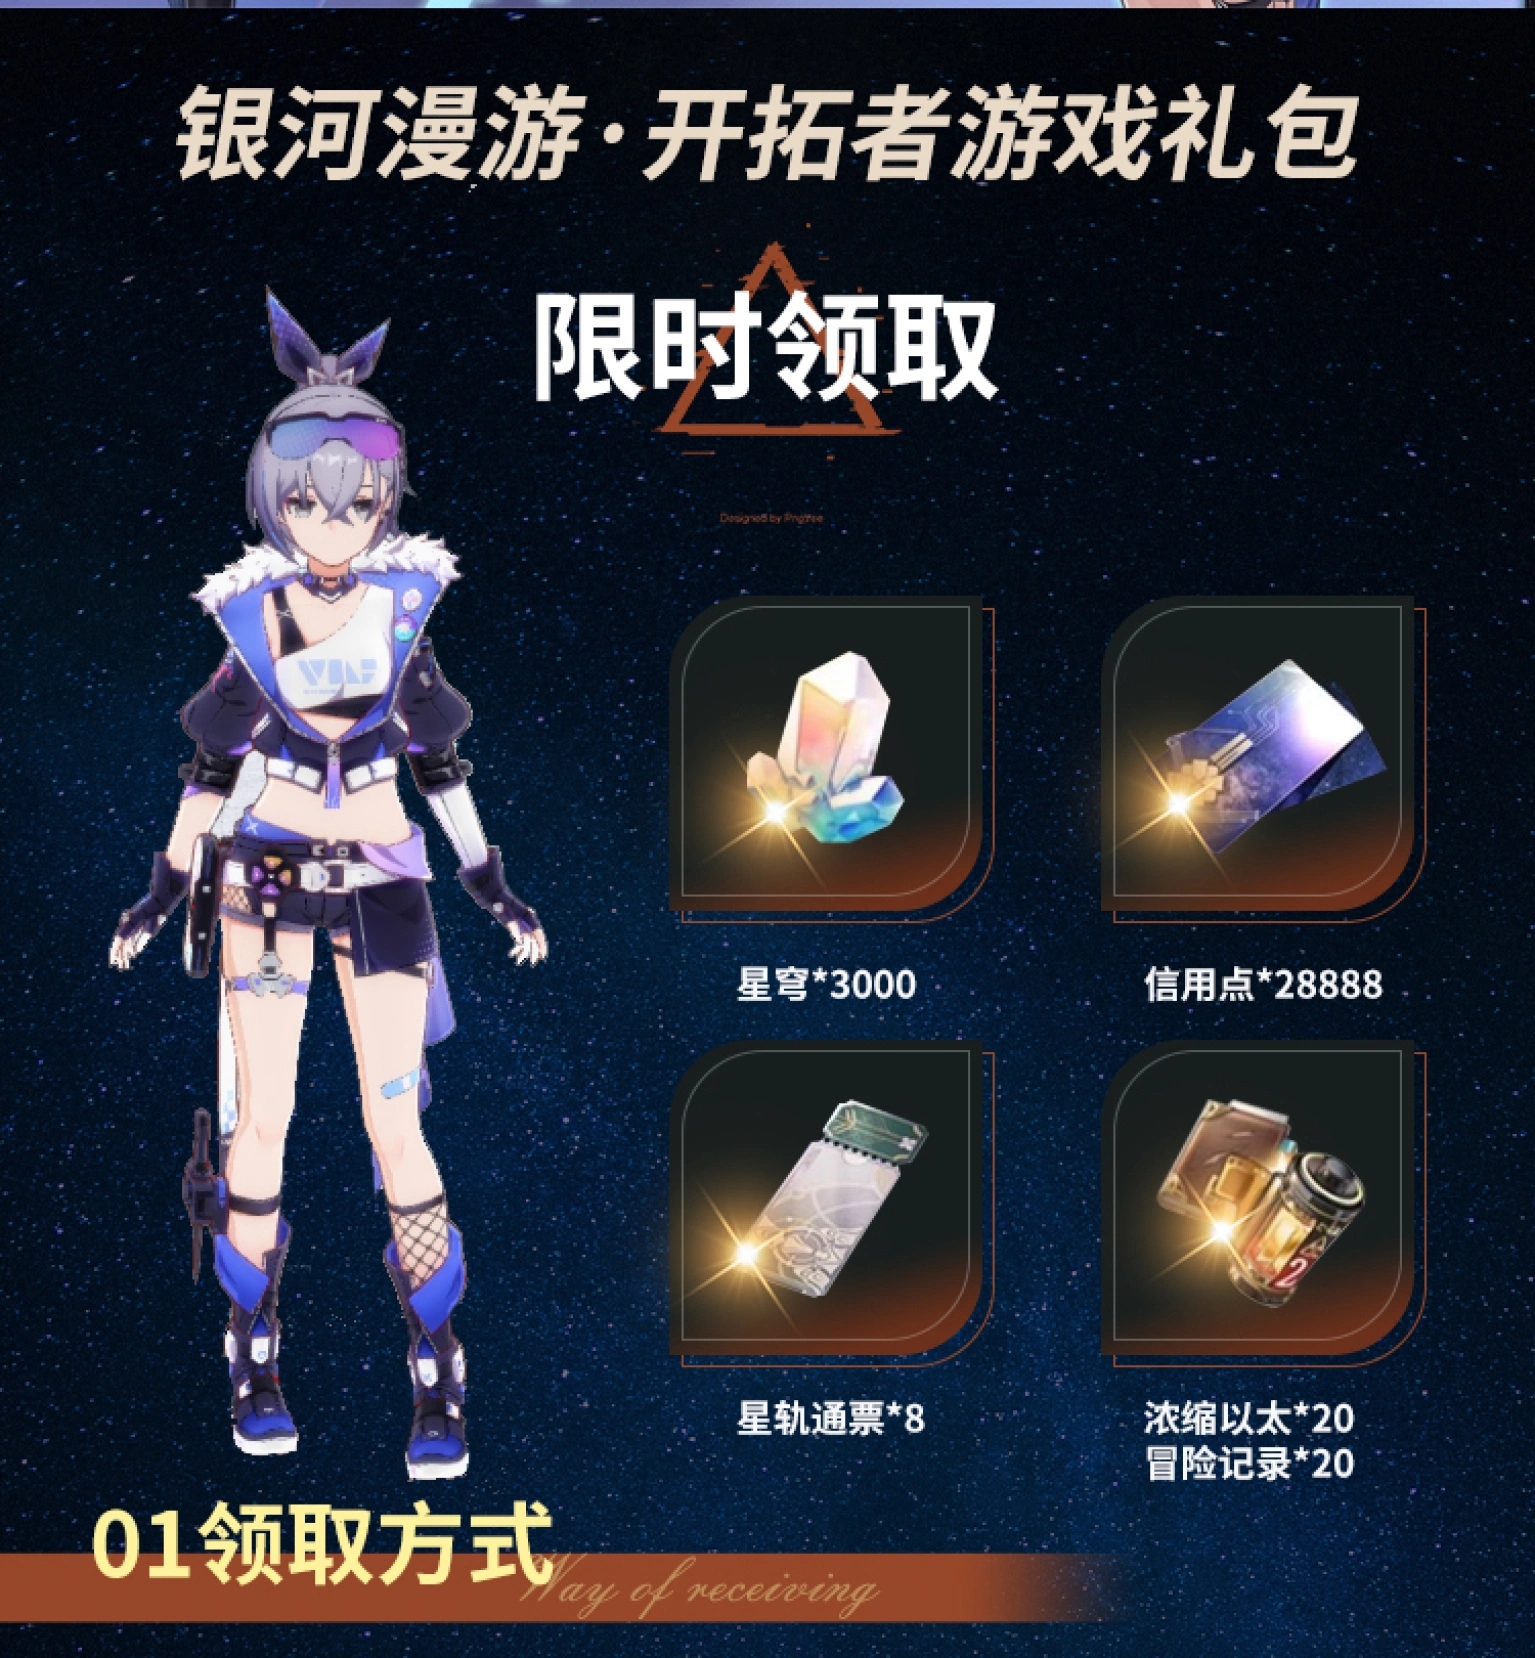 银河漫游·开拓者游戏礼包
限时领取
Designed by Pngtree
星穹*3000
信用点*28888
星轨通票*8
浓缩以太*20
冒险记录*20
2
01领取方式
Way of receiving